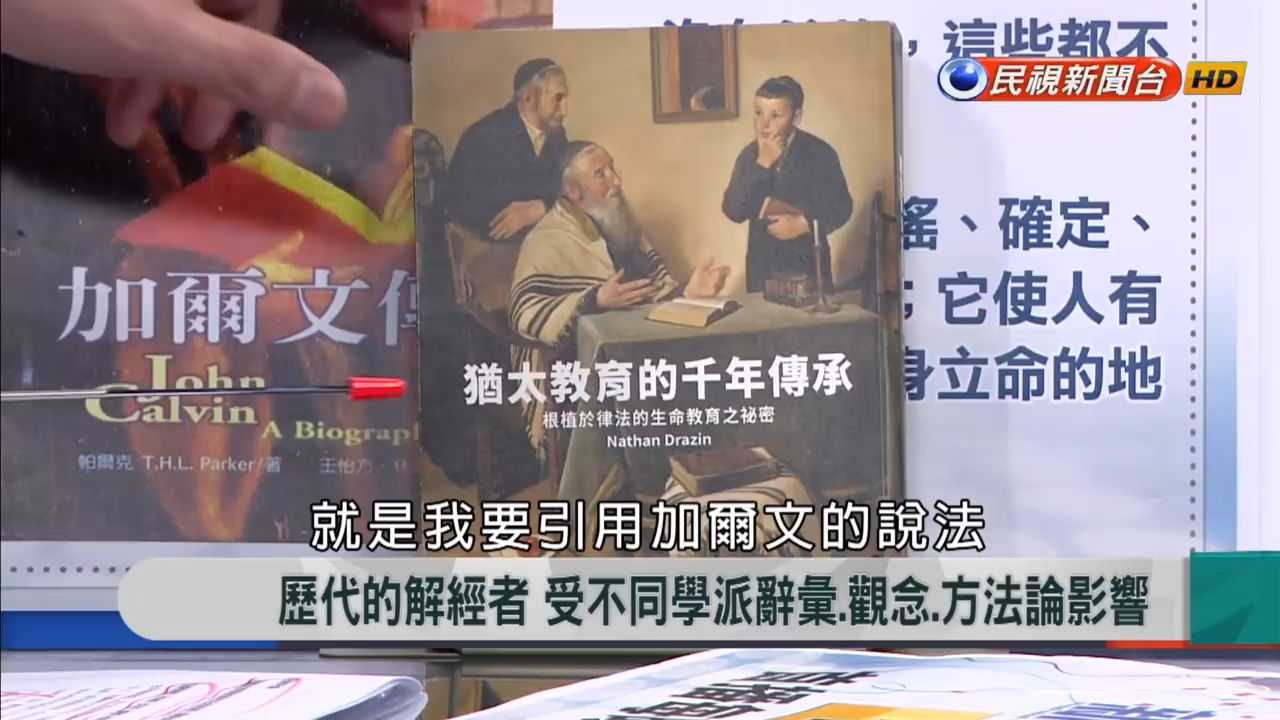 ，這些都不
民視新聞台 HD
搖、確定、
它使人有
身立命的地
加爾文傳
John
Calvin
A Biograp
帕爾克 T.H.L. Parker/著 王怡方
猶太教育的千年傳承
根植於律法的生命教育之祕密
Nathan Drazin
就是我要引用加爾文的說法
歷代的解經者 受不同學派辭彙.觀念.方法論影響